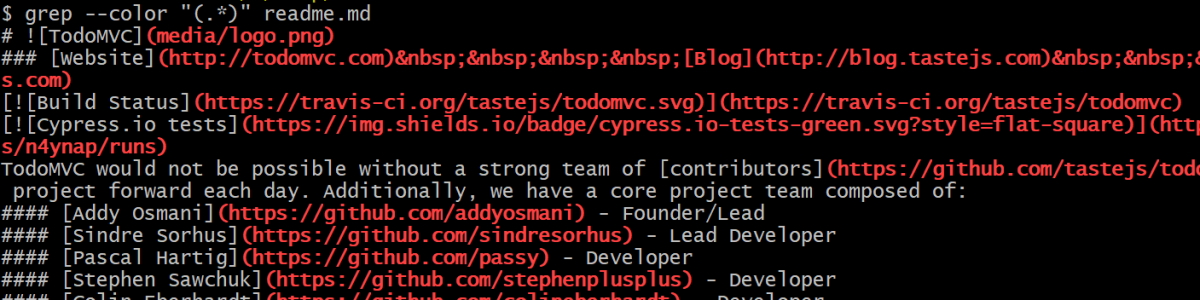 $ grep --color "(.*)" readme.md
# ![TodoMVC](media/logo.png)
### [Website](http://todomvc.com)&nbsp;&nbsp;&nbsp;&nbsp;[Blog](http://blog.tastejs.com)&nbsp;&nbsp;&
s.com)
[![Build Status](https://travis-ci.org/tastejs/todomvc.svg)](https://travis-ci.org/tastejs/todomvc)
[![Cypress.io tests](https://img.shields.io/badge/cypress.io-tests-green.svg?style=flat-square)](http
s/n4ynap/runs)
TodoMVC would not be possible without a strong team of [contributors](https://github.com/tastejs/todo
project forward each day. Additionally, we have a core project team composed of:
#### [Addy Osmani](https://github.com/addyosmani) - Founder/Lead
#### [Sindre Sorhus](https://github.com/sindresorhus) - Lead Developer
#### [Pascal Hartig](https://github.com/passy) - Developer
#### [Stephen Sawchuk](https://github.com/stephenplusplus) - Developer
#### [Colin Eberhardt](https://github.com/colineberhardt) - Developer